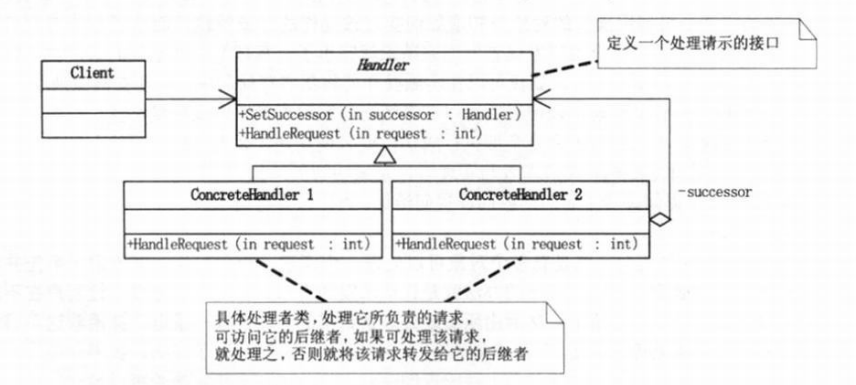 Client
Handler
+SetSuccessor (in successor : Handler)
+HandleRequest (in request : int)
定义一个处理请示的接口
ConcreteHandler 1
+HandleRequest (in request : int)
ConcreteHandler 2
+HandleRequest (in request : int)
-successor
具体处理者类，处理它所负责的请求，
可访问它的后继者，如果可处理该请求，
就处理之，否则就将该请求转发给它的后继者